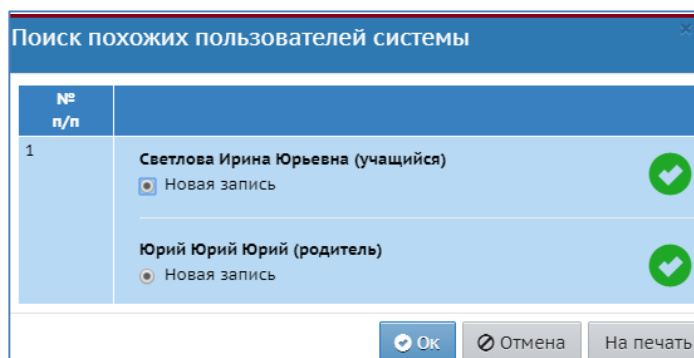 Поиск похожих пользователей системы
№
п/п
1
Светлова Ирина Юрьевна (учащийся)
Новая запись
Юрий Юрий Юрий (родитель)
Новая запись
Ок Отмена На печать